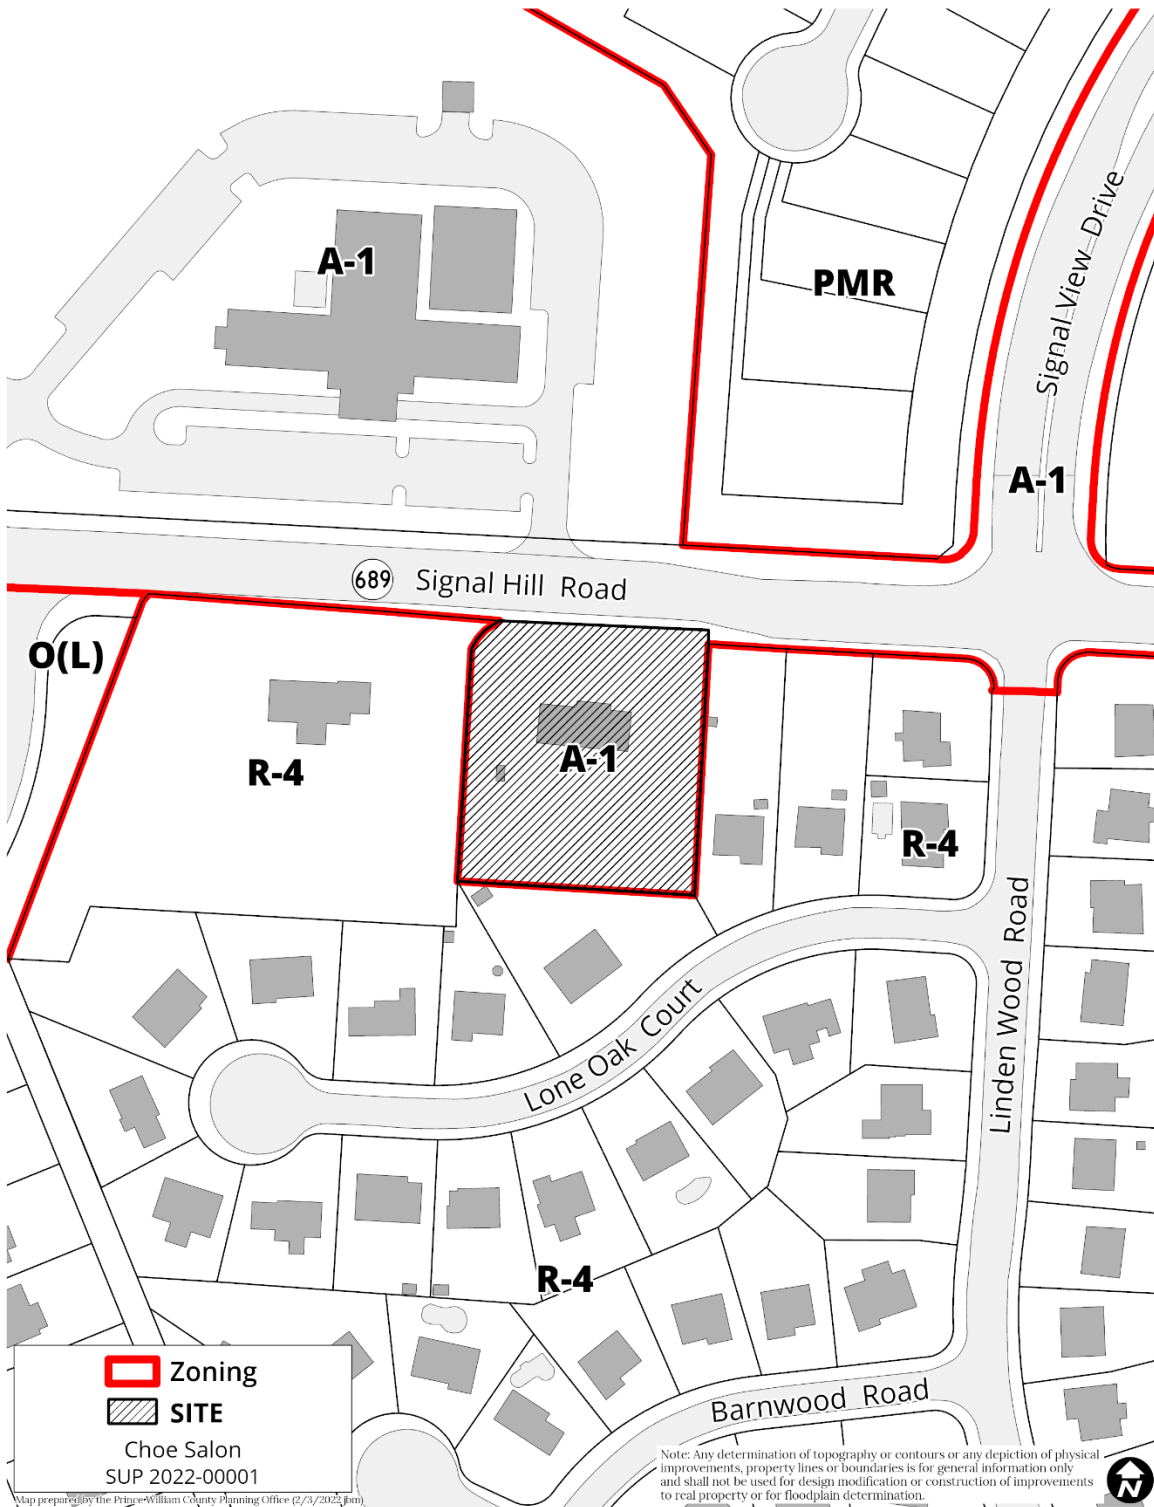 A-1
PMR
Signal View Drive
A-1
689 Signal Hill Road
O(L)
R-4
A-1
R-4
Lone Oak Court
Linden Wood Road
R-4
Barnwood Road
Zoning
SITE
Choe Salon
SUP 2022-00001
Map prepared by the Prince William County Planning Office (2/3/2022 jbm)
Note: Any determination of topography or contours or any depiction of physical
improvements, property lines or boundaries is for general information only
and shall not be used for design modification or construction of improvements
to real property or for floodplain determination.
N